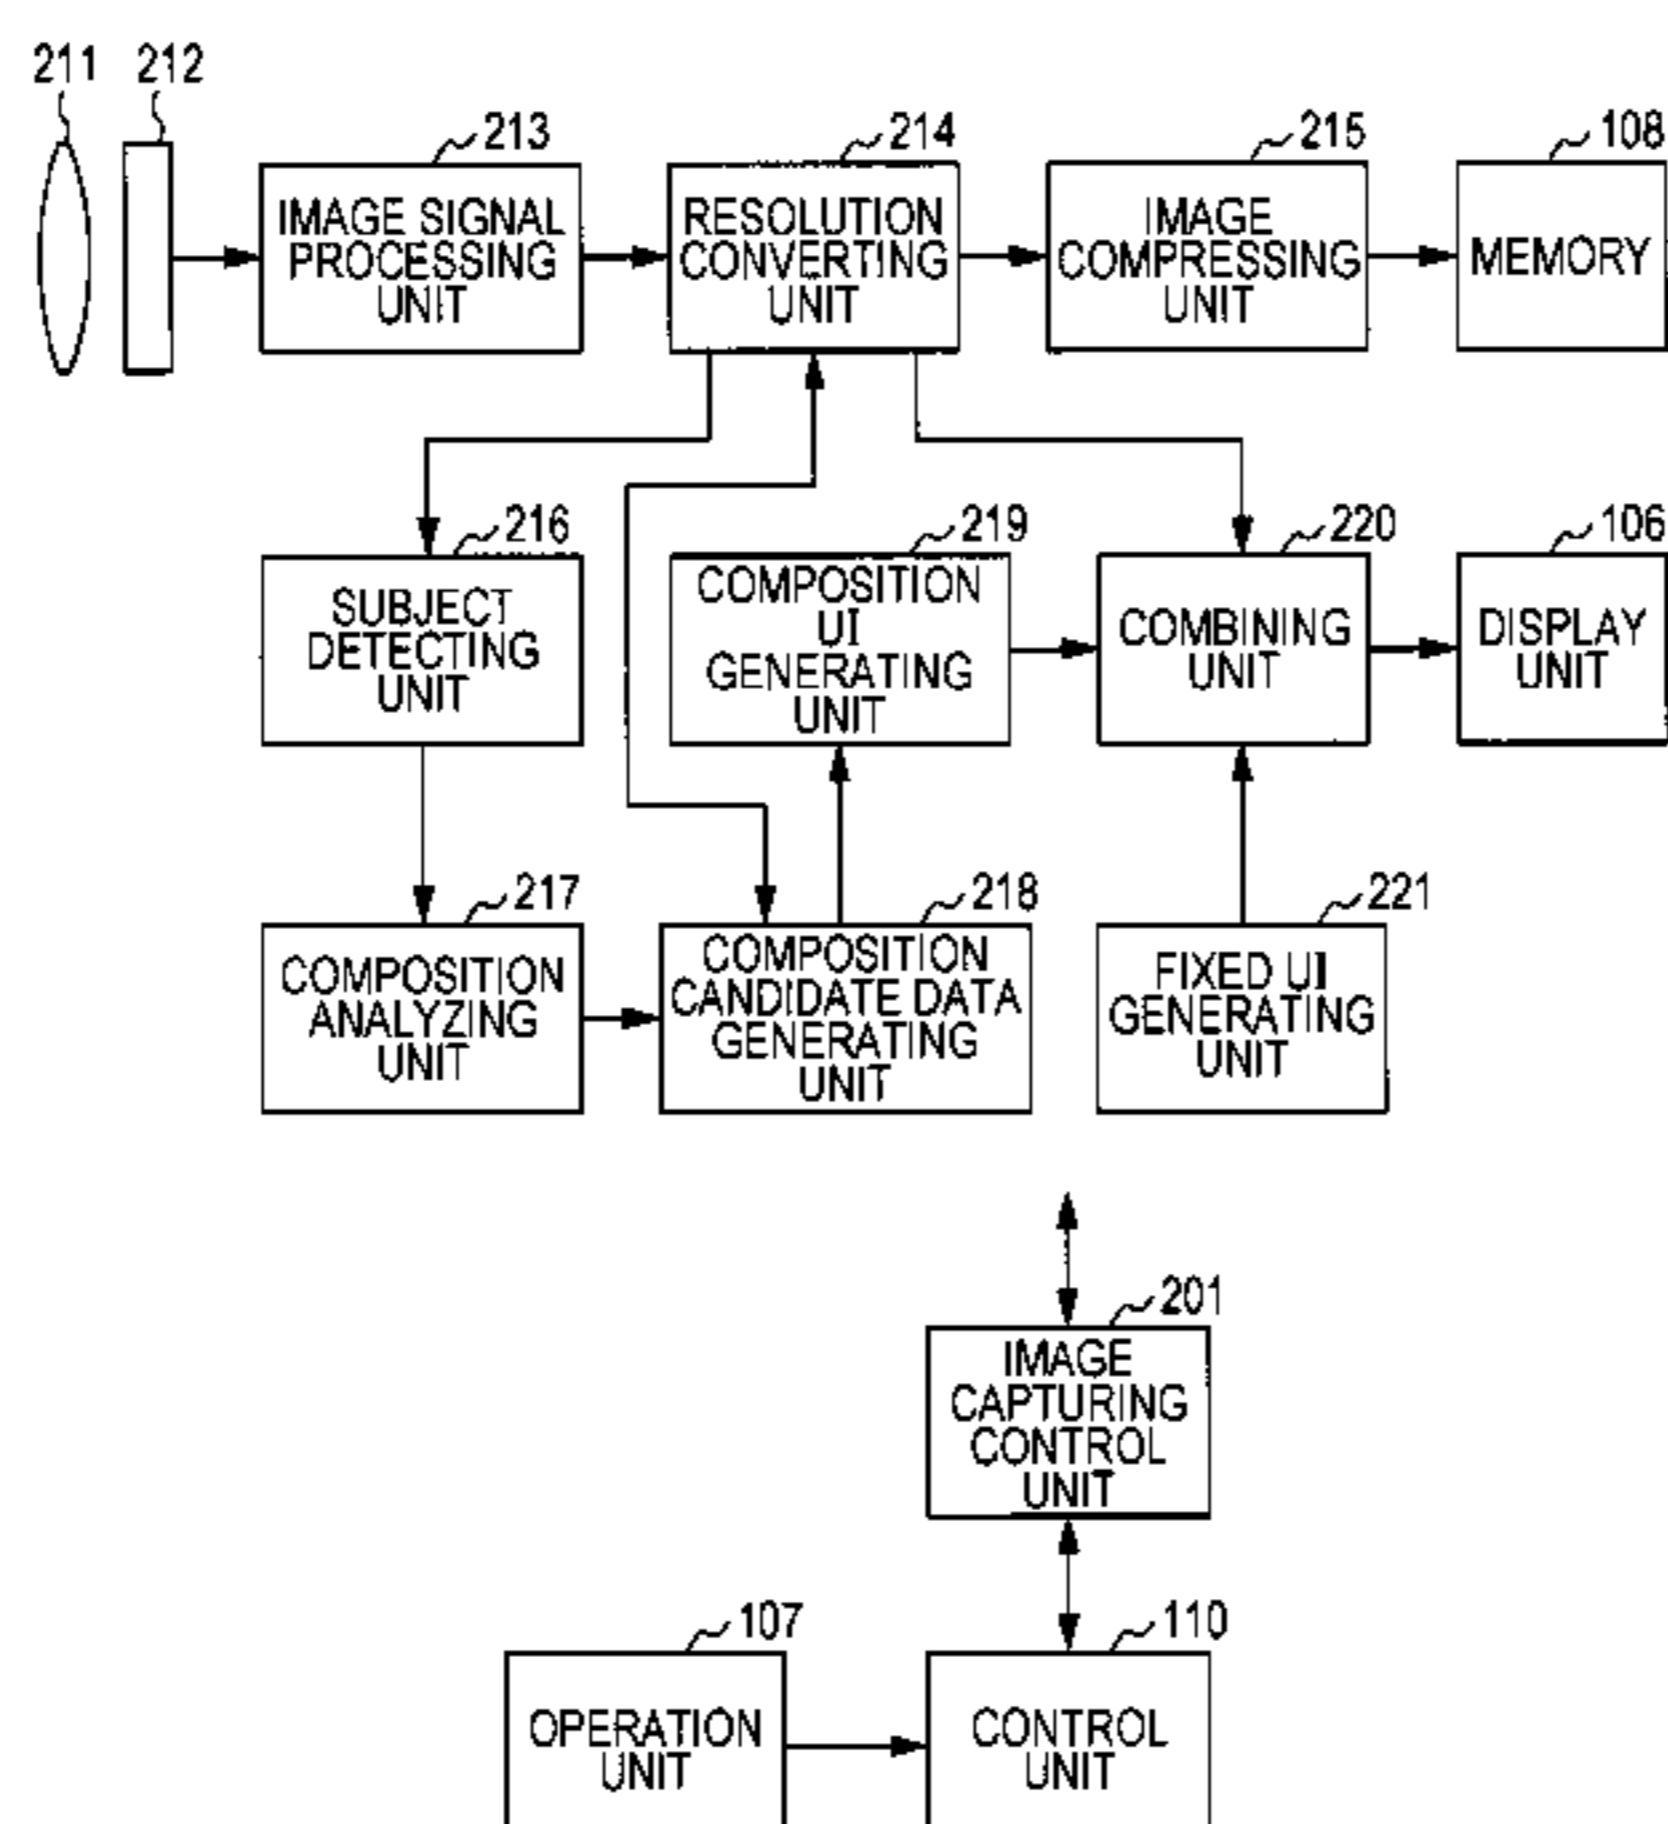 211
212
213
214
215
108
IMAGE SIGNAL
PROCESSING
UNIT
RESOLUTION
CONVERTING
UNIT
IMAGE
COMPRESSING
UNIT
MEMORY
216
219
220
106
SUBJECT
DETECTING
UNIT
COMPOSITION
UI
GENERATING
UNIT
COMBINING
UNIT
DISPLAY
UNIT
217
218
221
COMPOSITION
ANALYZING
UNIT
COMPOSITION
CANDIDATE DATA
GENERATING
UNIT
FIXED UI
GENERATING
UNIT
201
IMAGE
CAPTURING
CONTROL
UNIT
107
110
OPERATION
UNIT
CONTROL
UNIT